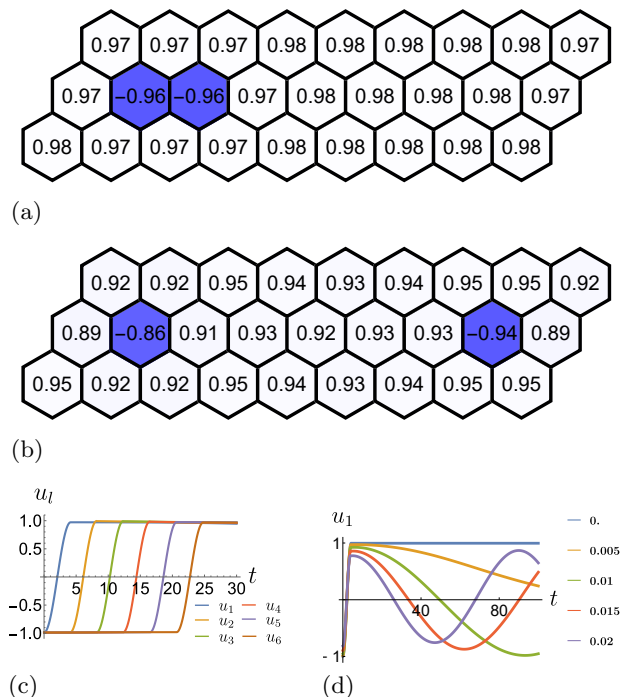 0.97 0.97 0.97 0.98 0.98 0.98 0.98 0.98 0.97
0.97 −0.96 −0.96 0.97 0.98 0.98 0.98 0.98 0.97
0.98 0.97 0.97 0.97 0.98 0.98 0.98 0.98 0.98
(a)
0.92 0.92 0.95 0.94 0.93 0.94 0.95 0.95 0.92
0.89 −0.86 0.91 0.93 0.92 0.93 0.93 −0.94 0.89
0.95 0.92 0.92 0.95 0.94 0.93 0.94 0.95 0.95
(b)
u_l
1.0
0.5
−0.5
−1.0
5 10 15 20 25 30 t
u_1 u_4
u_2 u_5
u_3 u_6
(c)
u_1
1
-1
40 80 t
0.
0.005
0.01
0.015
0.02
(d)